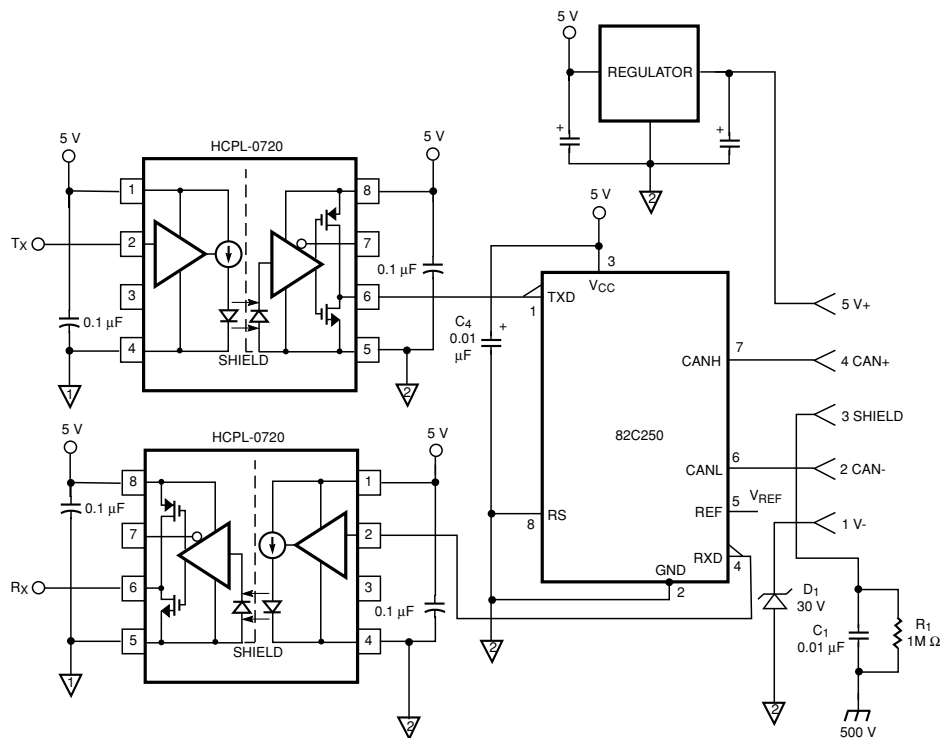 5 V
REGULATOR
+
+
2
5 V
HCPL-0720
5 V
1
8
TX
2
7
3
6
0.1 µF
0.1 µF
4
5
SHIELD
1
2
5 V
3
VCC
TXD
1
C4
0.01
µF
+
5 V+
7
CANH
4 CAN+
3 SHIELD
82C250
6
CANL
2 CAN-
5
VREF
REF
RS
8
1 V-
RXD
4
GND
2
2
5 V
HCPL-0720
5 V
8
1
0.1 µF
7
2
RX
6
3
0.1 µF
5
4
SHIELD
1
2
D1
30 V
2
C1
0.01 µF
R1
1M Ω
500 V